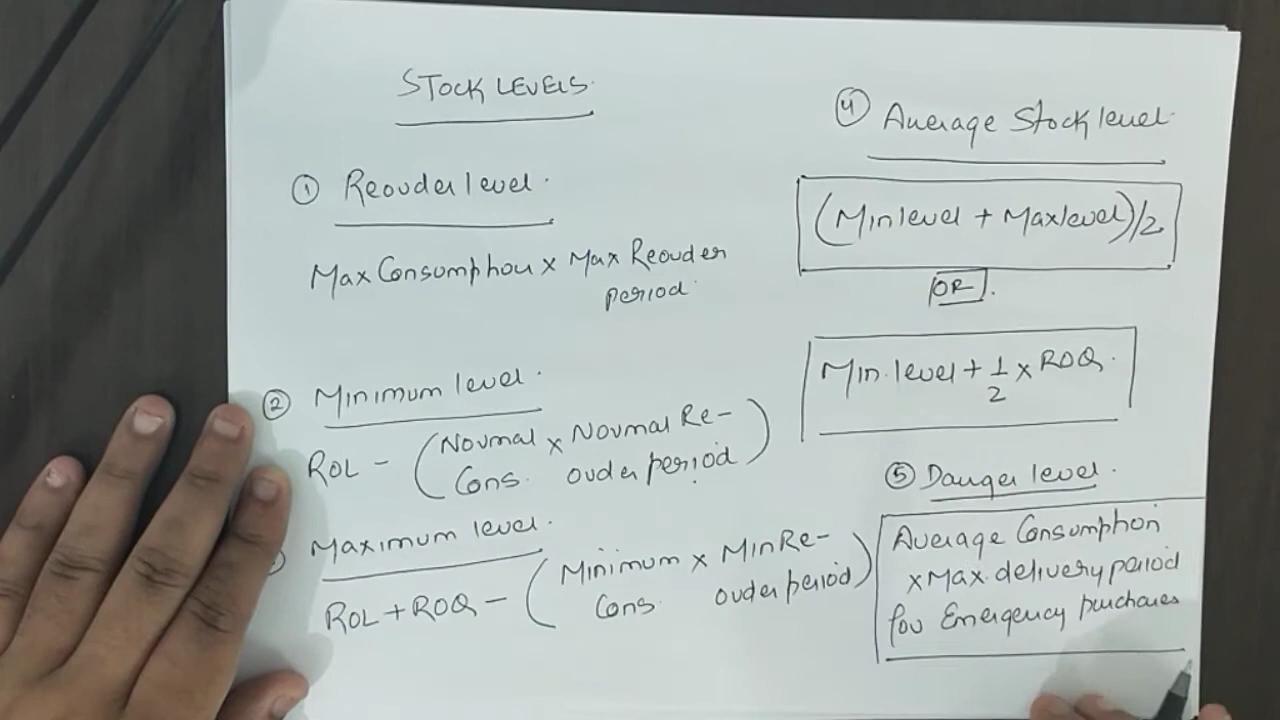 STOCK LEVELS.
① Reorder level.
Max Consumption x Max Reorder
period.
② Minimum level.
ROL - (Normal x Normal Re-
Cons. order period)
Maximum level.
ROL + ROQ - (Minimum x Min Re-
Cons. order period)
④ Average Stock level.
(Min level + Max level)/2
OR.
Min. level + 1/2 x ROQ.
⑤ Danger level.
Average Consumption
x Max. delivery period
for Emergency purchases